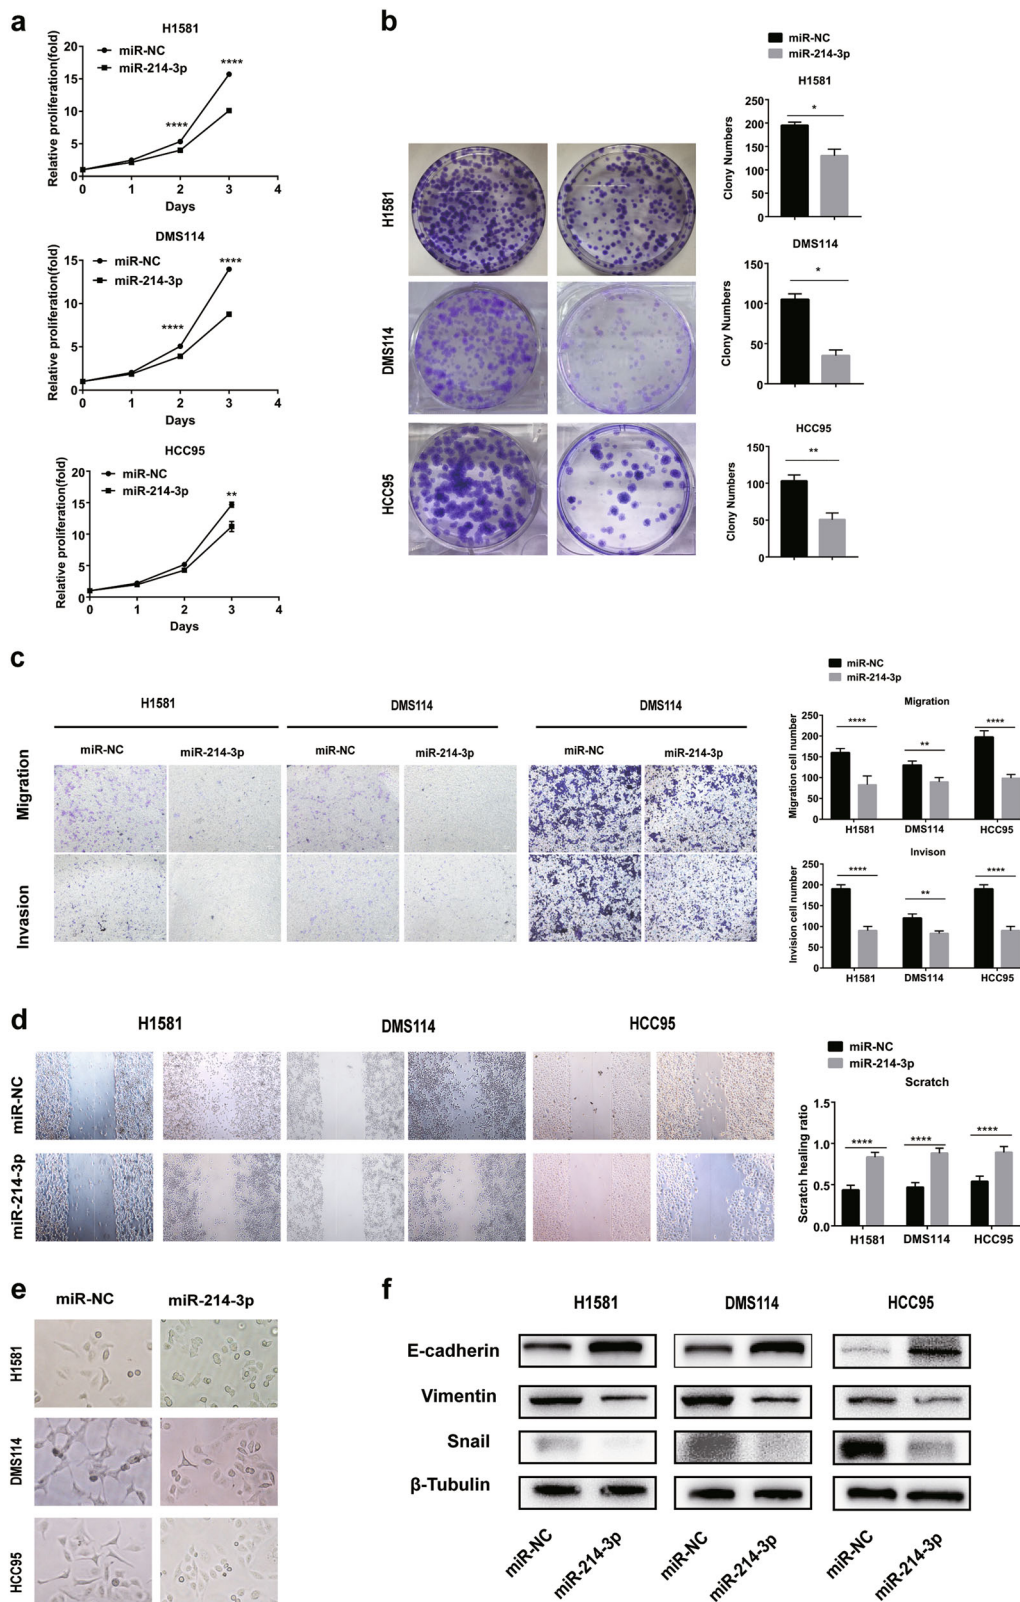 a
H1581
Relative proliferation(fold)
20
15
10
5
0
miR-NC
miR-214-3p
****
****
0 1 2 3 4
Days
DMS114
Relative proliferation(fold)
20
15
10
5
0
miR-NC
miR-214-3p
****
****
0 1 2 3 4
Days
HCC95
Relative proliferation(fold)
20
15
10
5
0
miR-NC
miR-214-3p
**
0 1 2 3 4
Days
b
H1581
DMS114
HCC95
miR-NC
miR-214-3p
H1581
Clony Numbers
250
200
150
100
50
0
*
DMS114
Clony Numbers
150
100
50
0
*
HCC95
Clony Numbers
150
100
50
0
**
c
H1581
DMS114
DMS114
miR-NC miR-214-3p miR-NC miR-214-3p miR-NC miR-214-3p
Migration
Invasion
miR-NC
miR-214-3p
Migration
Migration cell number
250
200
150
100
50
0
**** ** ****
H1581 DMS114 HCC95
Invison
Invision cell number
250
200
150
100
50
0
**** ** ****
H1581 DMS114 HCC95
d
H1581 DMS114 HCC95
miR-NC
miR-214-3p
miR-NC
miR-214-3p
Scratch
Scratch healing ratio
1.5
1.0
0.5
0.0
**** **** ****
H1581 DMS114 HCC95
e
miR-NC miR-214-3p
H1581
DMS114
HCC95
f
H1581 DMS114 HCC95
E-cadherin
Vimentin
Snail
β-Tubulin
miR-NC miR-214-3p miR-NC miR-214-3p miR-NC miR-214-3p